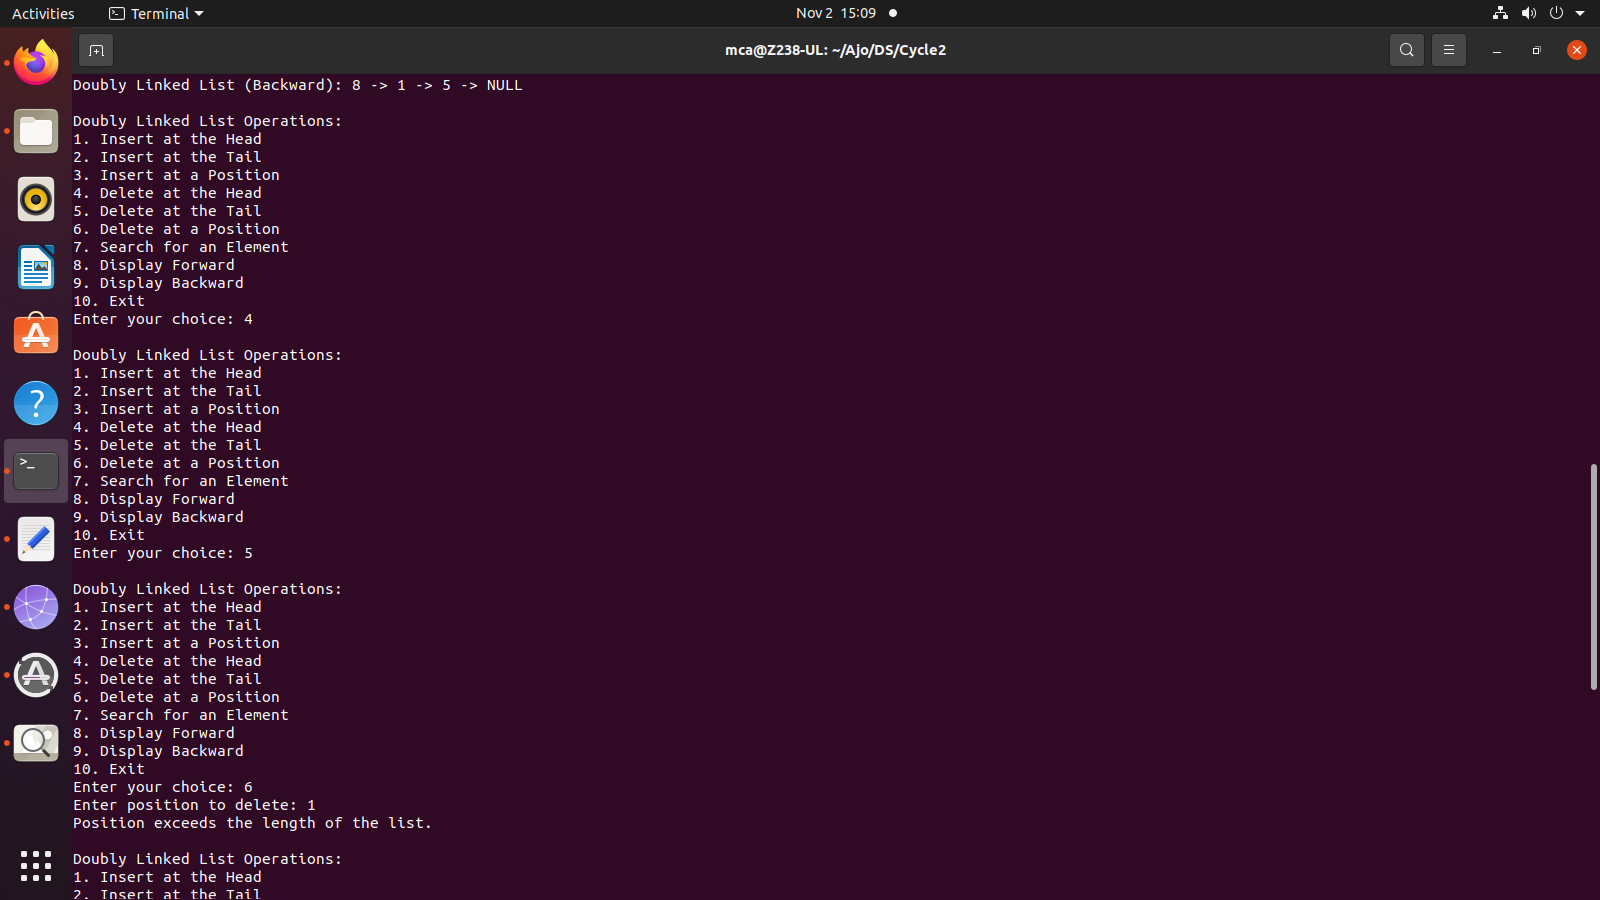 Activities Terminal Nov 2 15:09
mca@Z238-UL: ~/Ajo/DS/Cycle2
Doubly Linked List (Backward): 8 -> 1 -> 5 -> NULL
Doubly Linked List Operations:
1. Insert at the Head
2. Insert at the Tail
3. Insert at a Position
4. Delete at the Head
5. Delete at the Tail
6. Delete at a Position
7. Search for an Element
8. Display Forward
9. Display Backward
10. Exit
Enter your choice: 4
Doubly Linked List Operations:
1. Insert at the Head
2. Insert at the Tail
3. Insert at a Position
4. Delete at the Head
5. Delete at the Tail
6. Delete at a Position
7. Search for an Element
8. Display Forward
9. Display Backward
10. Exit
Enter your choice: 5
Doubly Linked List Operations:
1. Insert at the Head
2. Insert at the Tail
3. Insert at a Position
4. Delete at the Head
5. Delete at the Tail
6. Delete at a Position
7. Search for an Element
8. Display Forward
9. Display Backward
10. Exit
Enter your choice: 6
Enter position to delete: 1
Position exceeds the length of the list.
Doubly Linked List Operations:
1. Insert at the Head
2. Insert at the Tail